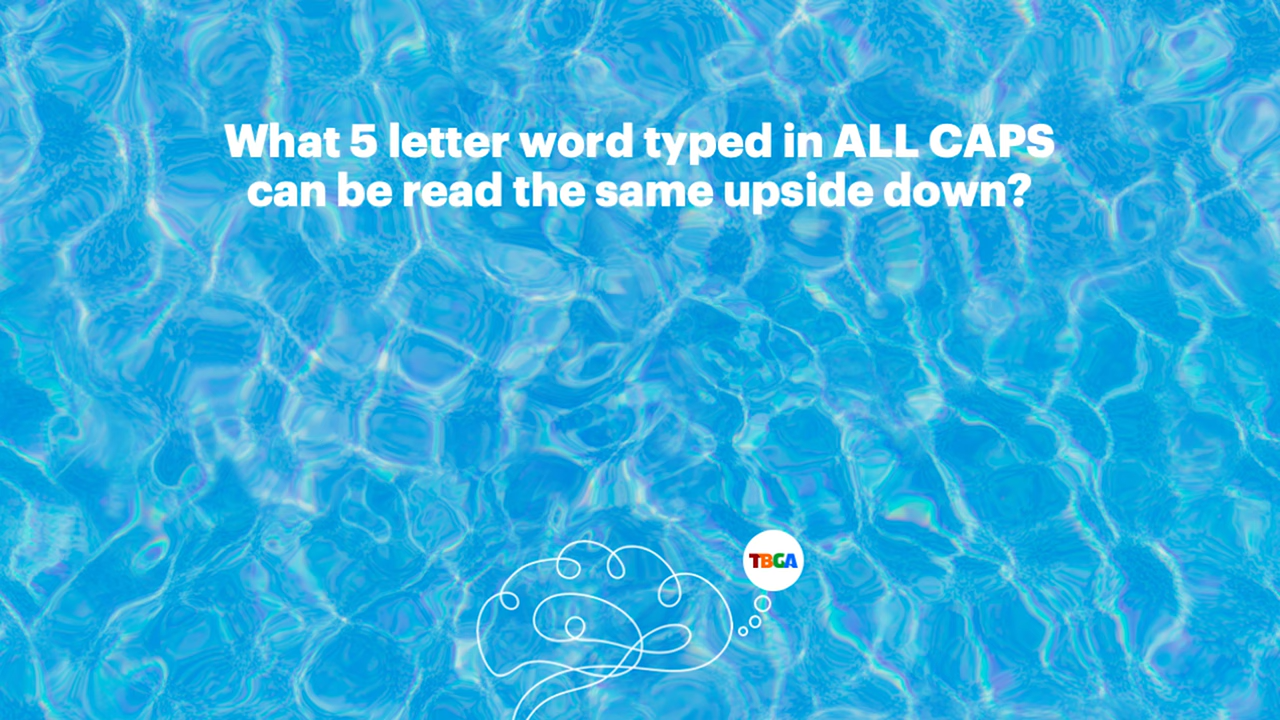 What 5 letter word typed in ALL CAPS
can be read the same upside down?
TBGA